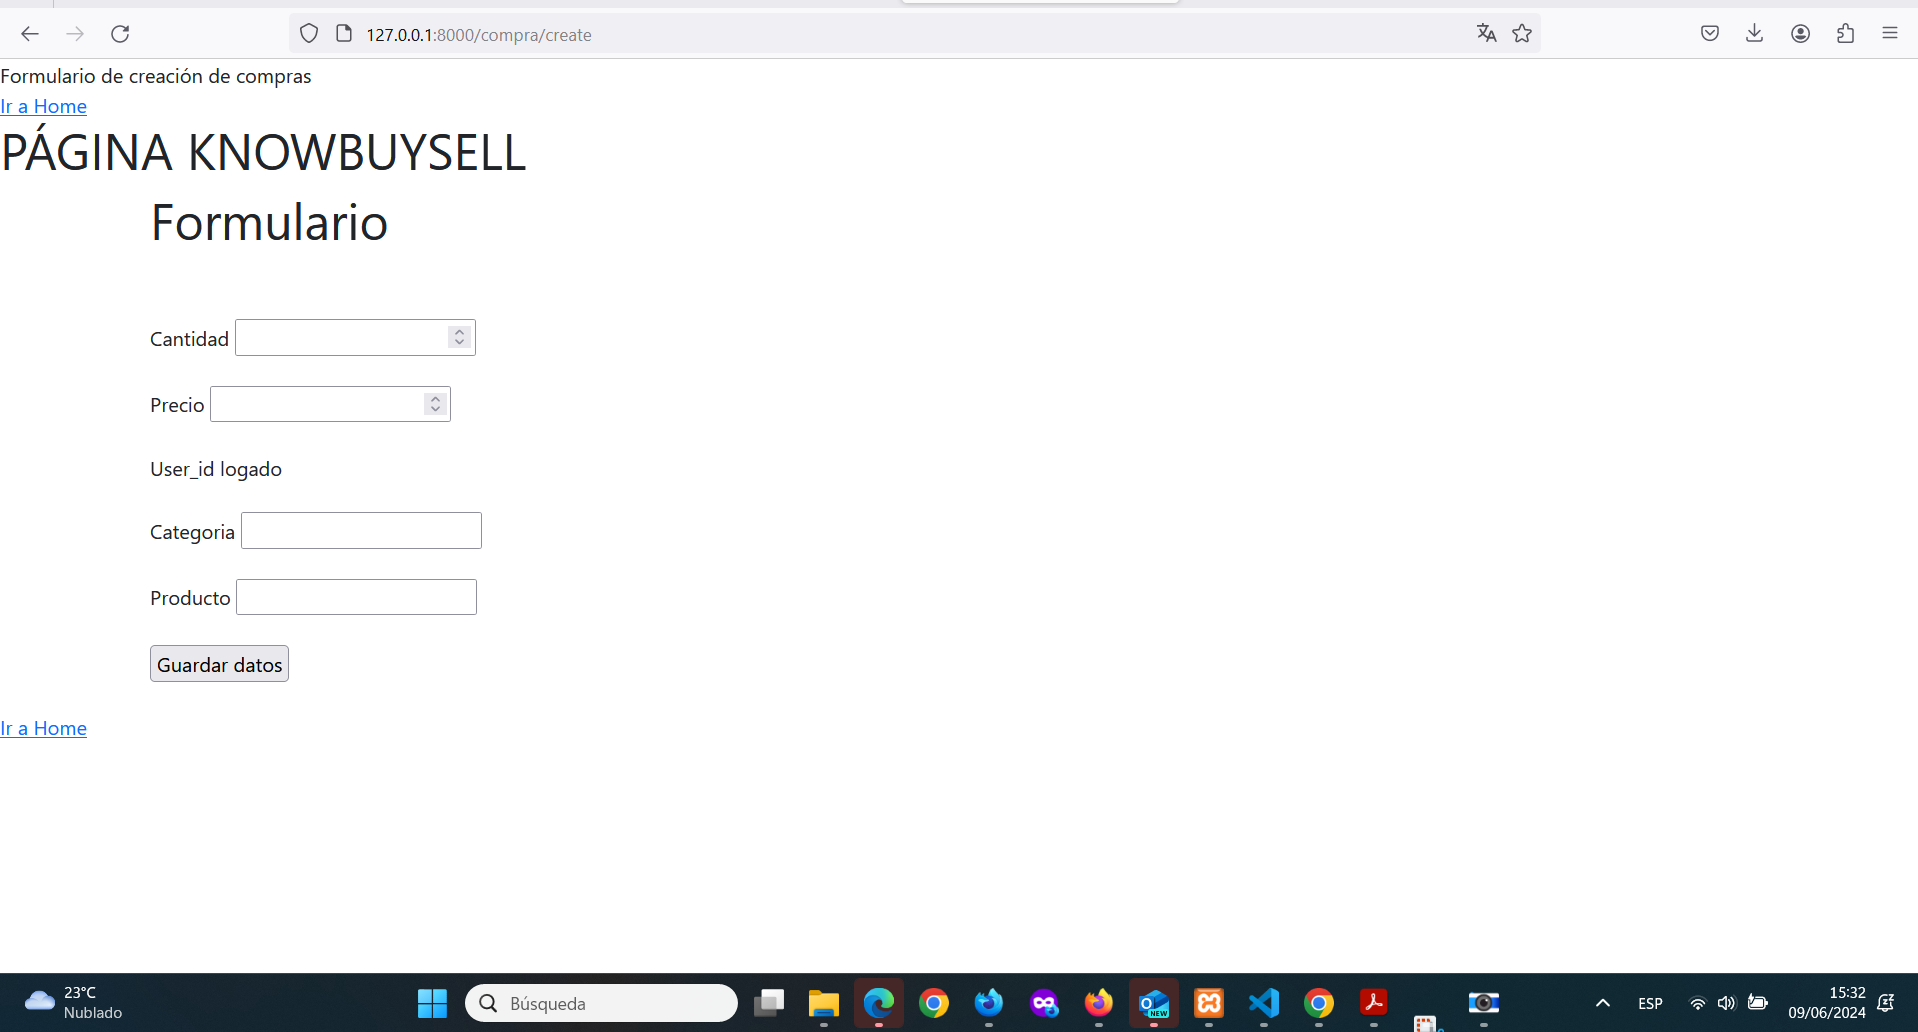 127.0.0.1:8000/compra/create
Formulario de creación de compras
Ir a Home
PÁGINA KNOWBUYSELL
Formulario
Cantidad
Precio
User_id logado
Categoria
Producto
Guardar datos
Ir a Home
23°C
Nublado
Búsqueda
NEW
ESP
15:32
09/06/2024